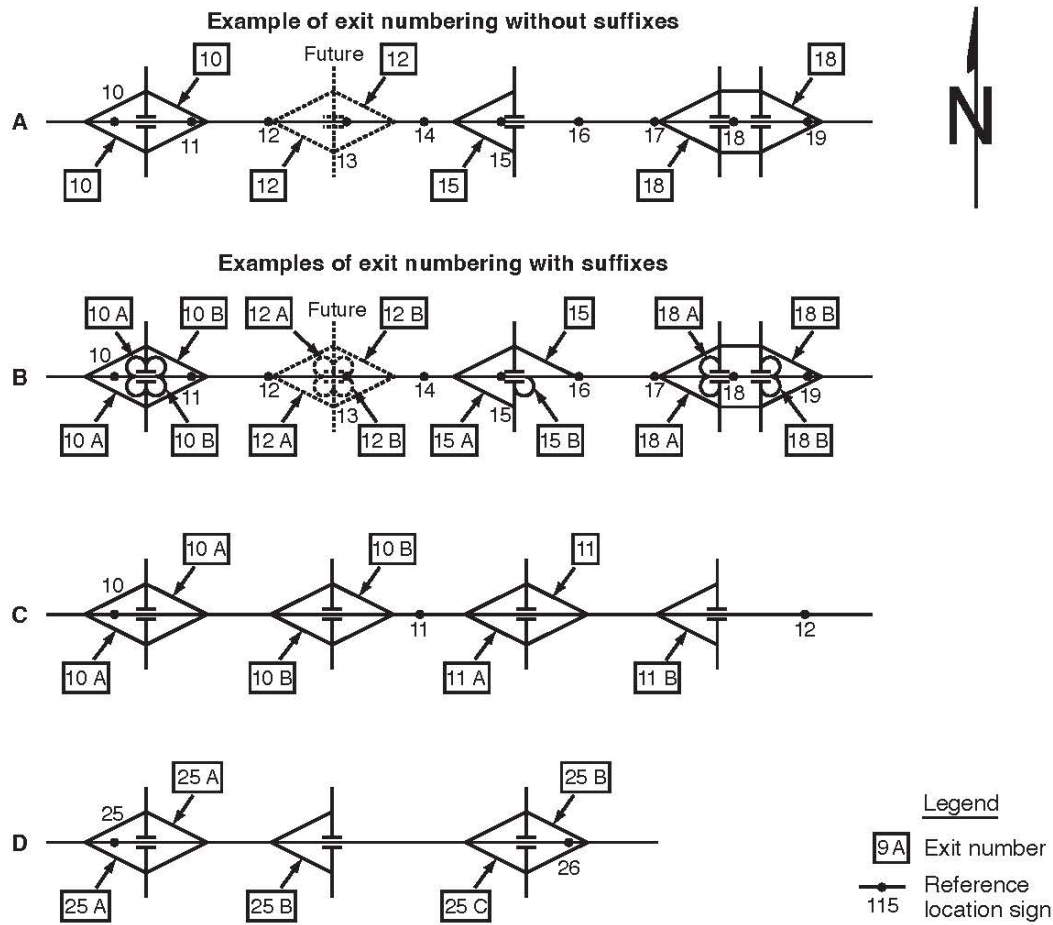 Example of exit numbering without suffixes
Future
10
12
18
10
A
12
14
16
17
18
11
13
15
19
10
12
15
18
N
Examples of exit numbering with suffixes
Future
10 A
10 B
12 A
12 B
15
18 A
18 B
10
B
12
14
16
17
18
11
13
15
19
10 A
10 B
12 A
12 B
15 A
15 B
18 A
18 B
10 A
10 B
11
10
C
11
12
10 A
10 B
11 A
11 B
25 A
25 B
25
D
26
25 A
25 B
25 C
Legend
9 A Exit number
Reference
115 location sign